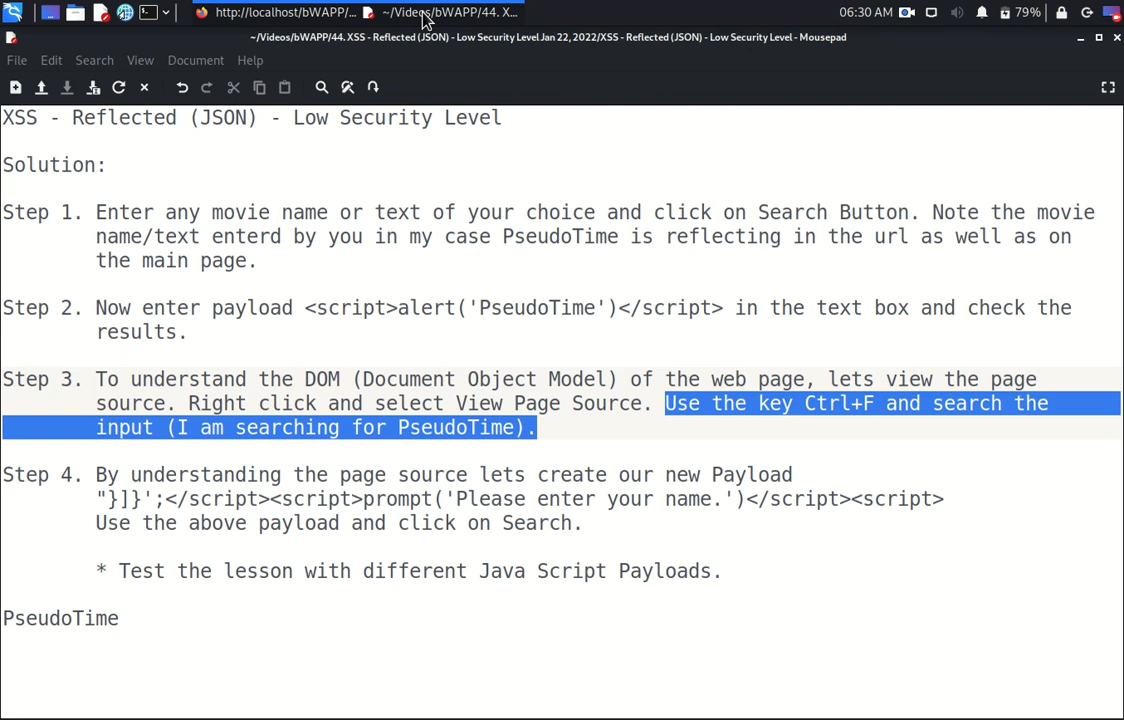 http://localhost/bWAPP/...
~/Videos/bWAPP/44. X...
06:30 AM
79%
~/Videos/bWAPP/44. XSS - Reflected (JSON) - Low Security LevelJan 22, 2022/XSS - Reflected (JSON) - Low Security Level - Mousepad
File Edit Search View Document Help
XSS - Reflected (JSON) - Low Security Level
Solution:
Step 1. Enter any movie name or text of your choice and click on Search Button. Note the movie
name/text enterd by you in my case PseudoTime is reflecting in the url as well as on
the main page.
Step 2. Now enter payload <script>alert('PseudoTime')</script> in the text box and check the
results.
Step 3. To understand the DOM (Document Object Model) of the web page, lets view the page
source. Right click and select View Page Source. Use the key Ctrl+F and search the
input (I am searching for PseudoTime).
Step 4. By understanding the page source lets create our new Payload
"}]}';</script><script>prompt('Please enter your name.')</script><script>
Use the above payload and click on Search.
* Test the lesson with different Java Script Payloads.
PseudoTime